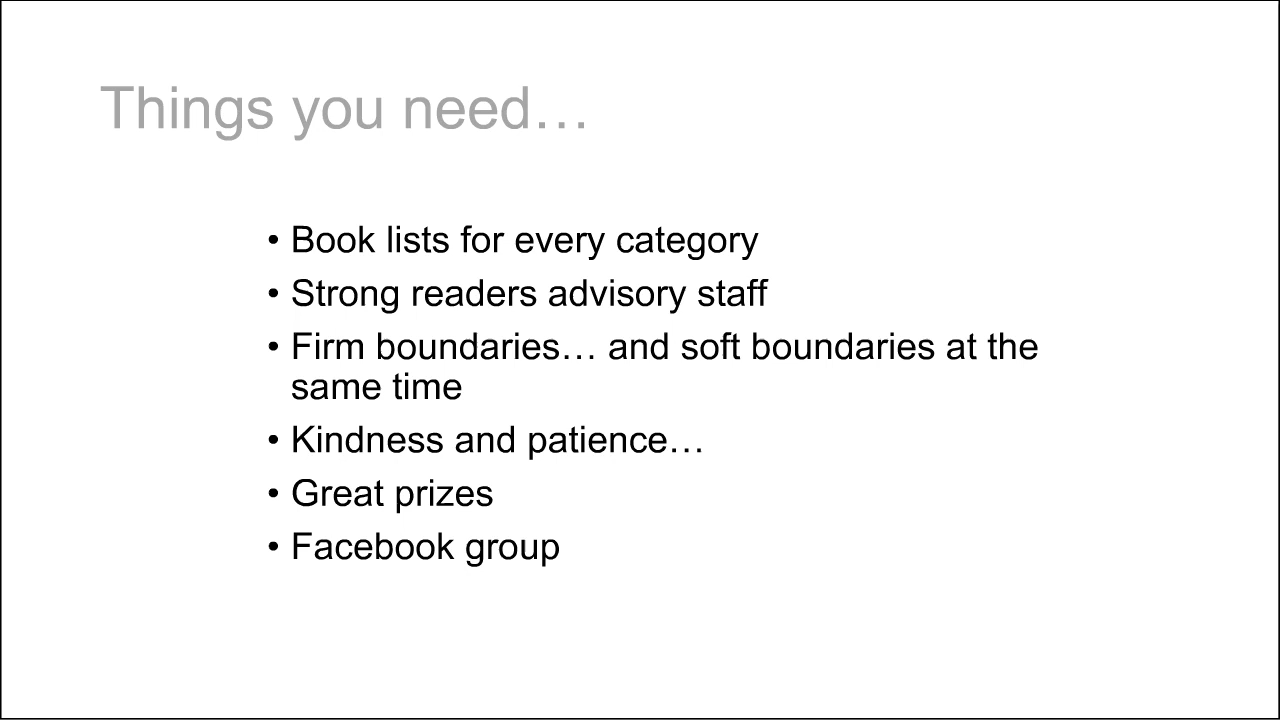 Things you need…
• Book lists for every category
• Strong readers advisory staff
• Firm boundaries… and soft boundaries at the
same time
• Kindness and patience…
• Great prizes
• Facebook group